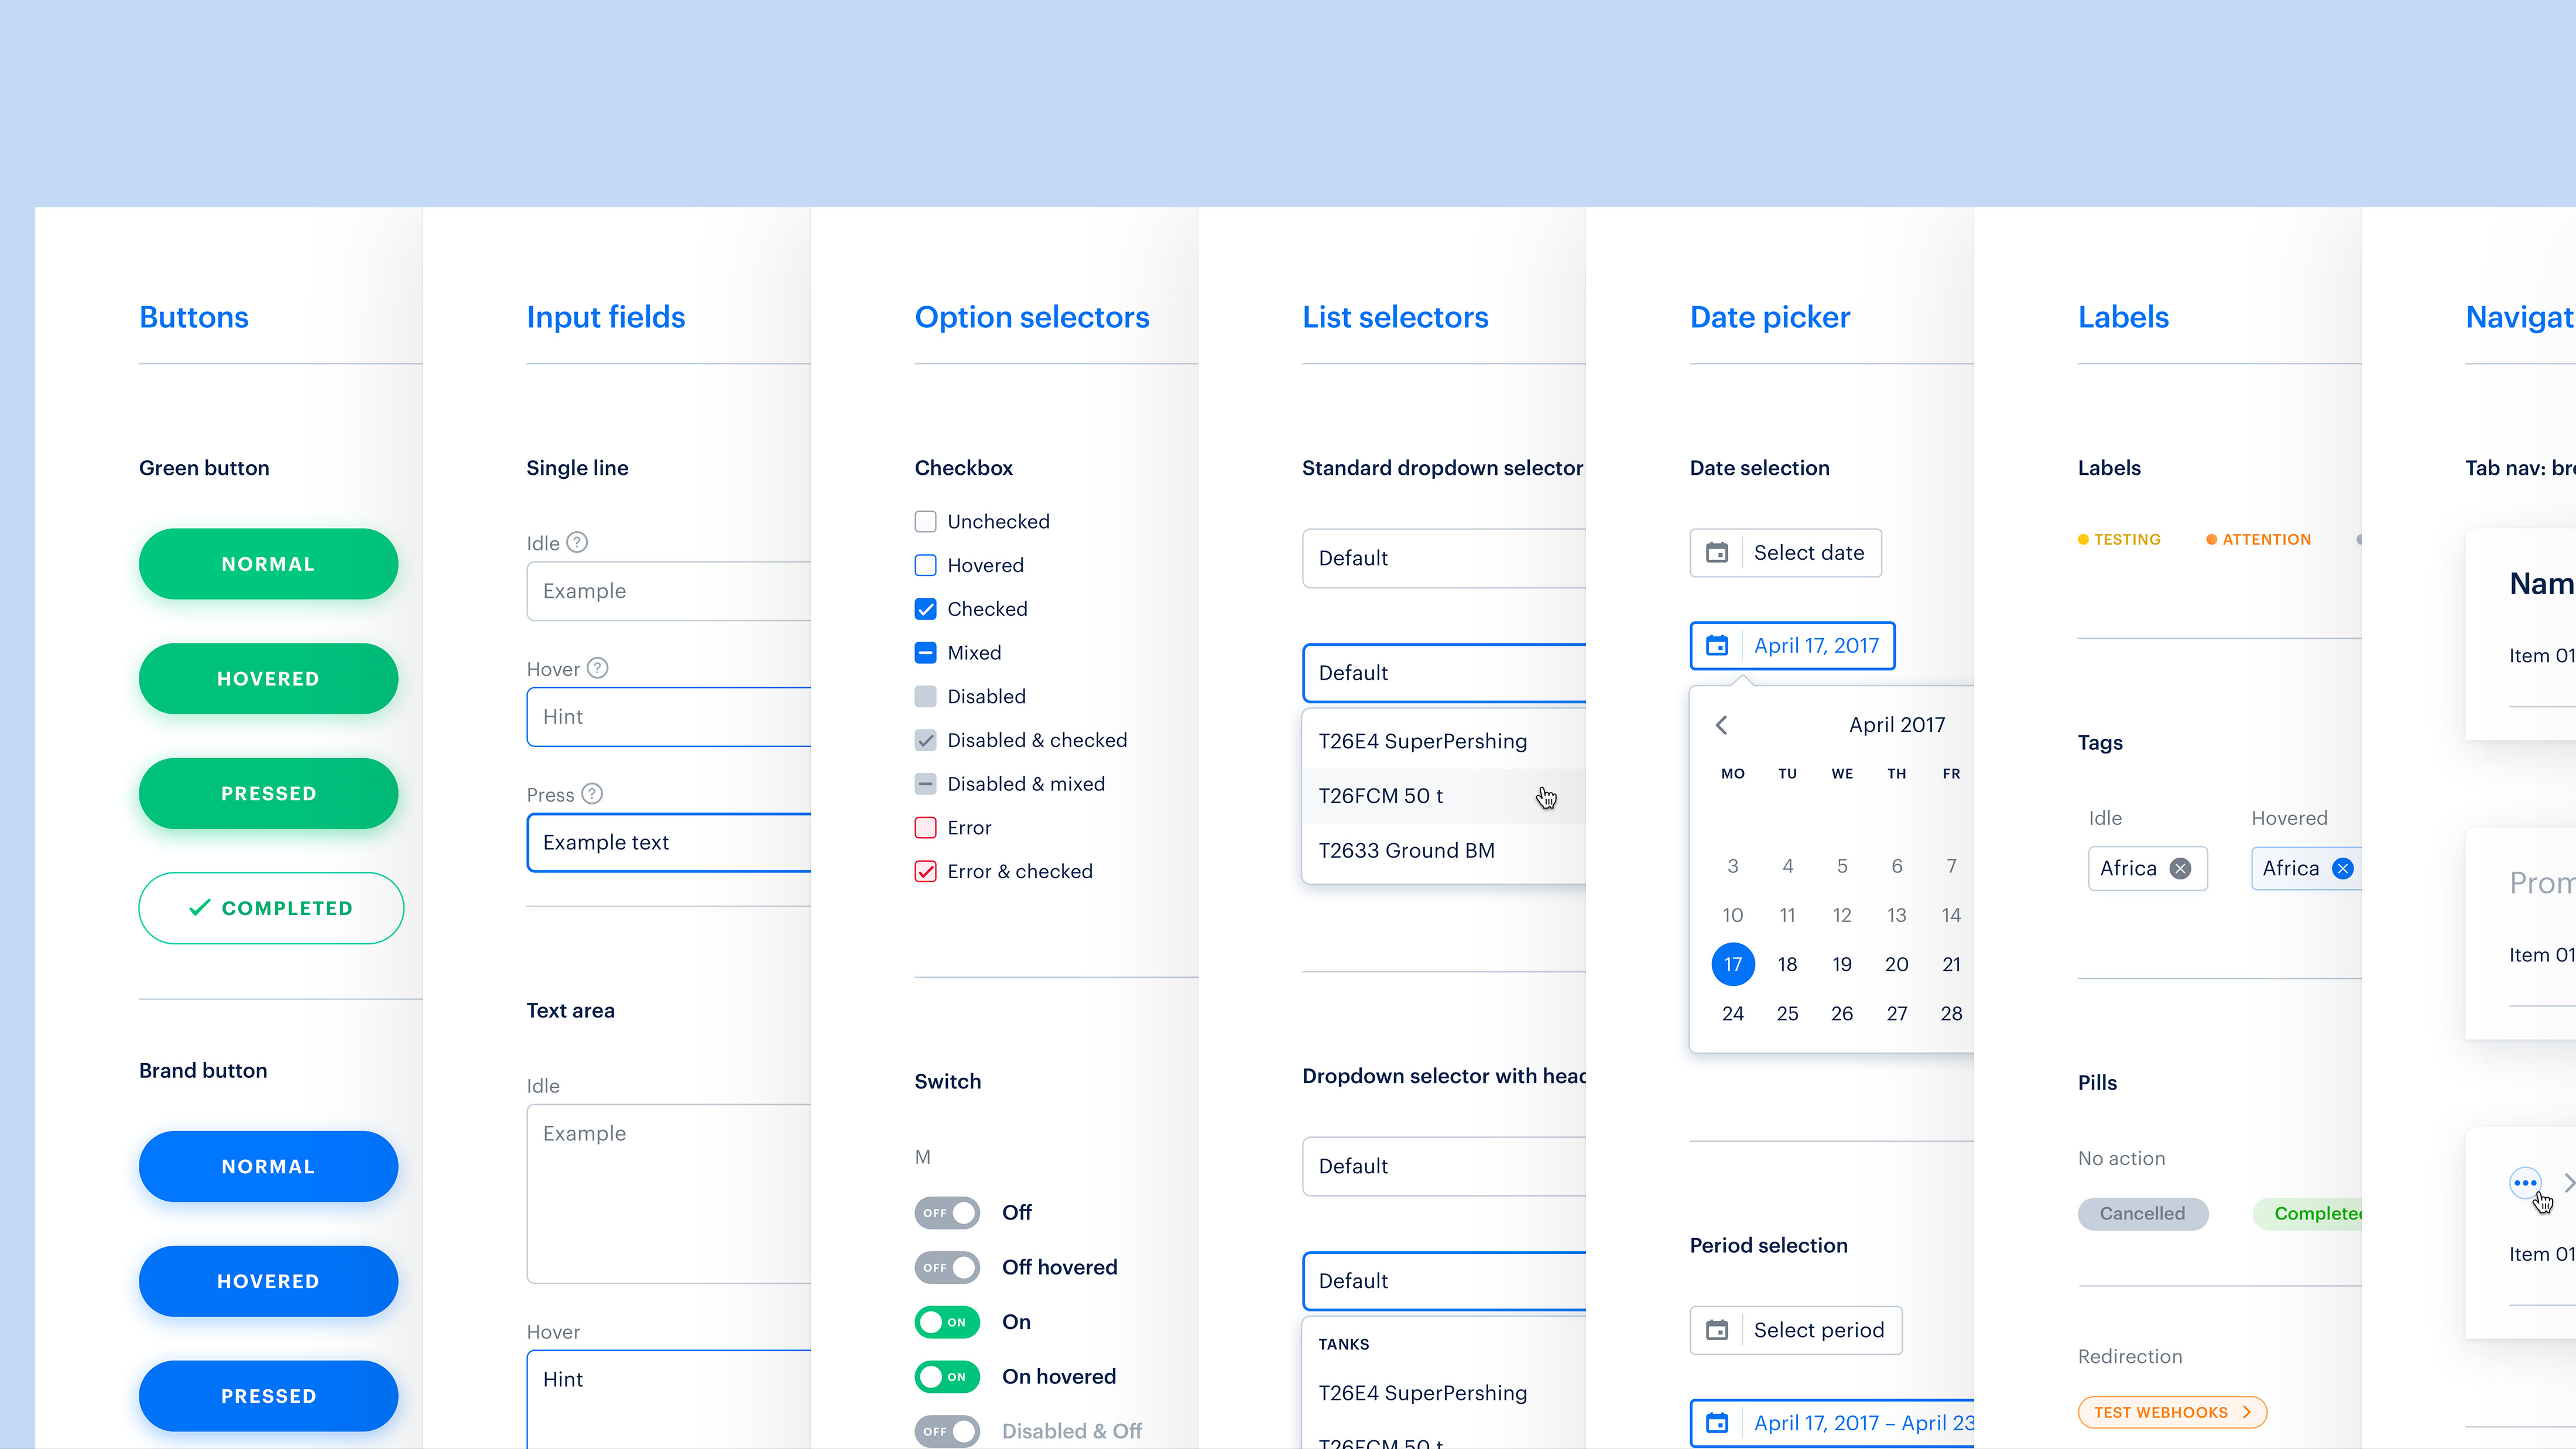 Buttons
Green button
NORMAL
HOVERED
PRESSED
COMPLETED
Brand button
NORMAL
HOVERED
PRESSED
Input fields
Single line
Idle ?
Example
Hover ?
Hint
Press ?
Example text
Text area
Idle
Example
Hover
Hint
Option selectors
Checkbox
Unchecked
Hovered
Checked
Mixed
Disabled
Disabled & checked
Disabled & mixed
Error
Error & checked
Switch
M
OFF Off
OFF Off hovered
ON On
ON On hovered
OFF Disabled & Off
List selectors
Standard dropdown selector
Default
Default
T26E4 SuperPershing
T26FCM 50 t
T2633 Ground BM
Dropdown selector with
Default
Default
TANKS
T26E4 SuperPershing
T26FCM 50 t
Date picker
Date selection
Select date
April 17, 2017
April 2017
MO TU WE TH FR
3 4 5 6 7
10 11 12 13 14
17 18 19 20 21
24 25 26 27 28
Period selection
Select period
April 17, 2017 – April 23
Labels
Labels
TESTING ATTENTION
Tags
Idle Hovered
Africa Africa
Pills
No action
Cancelled
Redirection
TEST WEBHOOKS
Tab nav:
Item 01
Item 01
Item 01